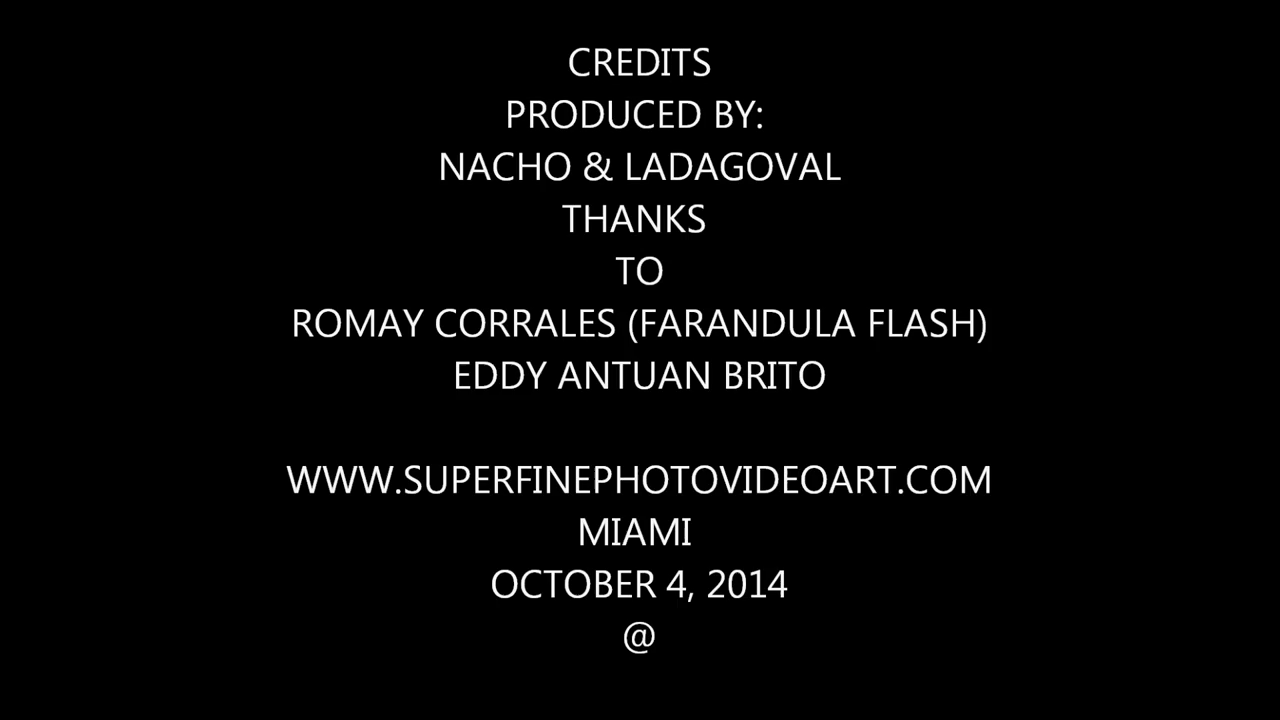 CREDITS
PRODUCED BY:
NACHO & LADAGOVAL
THANKS
TO
ROMAY CORRALES (FARANDULA FLASH)
EDDY ANTUAN BRITO
WWW.SUPERFINEPHOTOVIDEOART.COM
MIAMI
OCTOBER 4, 2014
@